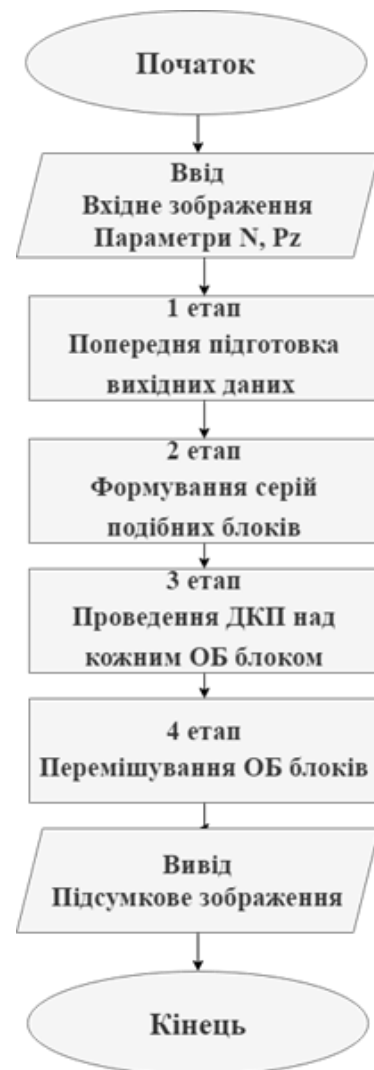 Початок
Ввід
Вхідне зображення
Параметри N, Pz
1 етап
Попередня підготовка
вихідних даних
2 етап
Формування серій
подібних блоків
3 етап
Проведення ДКП над
кожним ОБ блоком
4 етап
Перемішування ОБ блоків
Вивід
Підсумкове зображення
Кінець